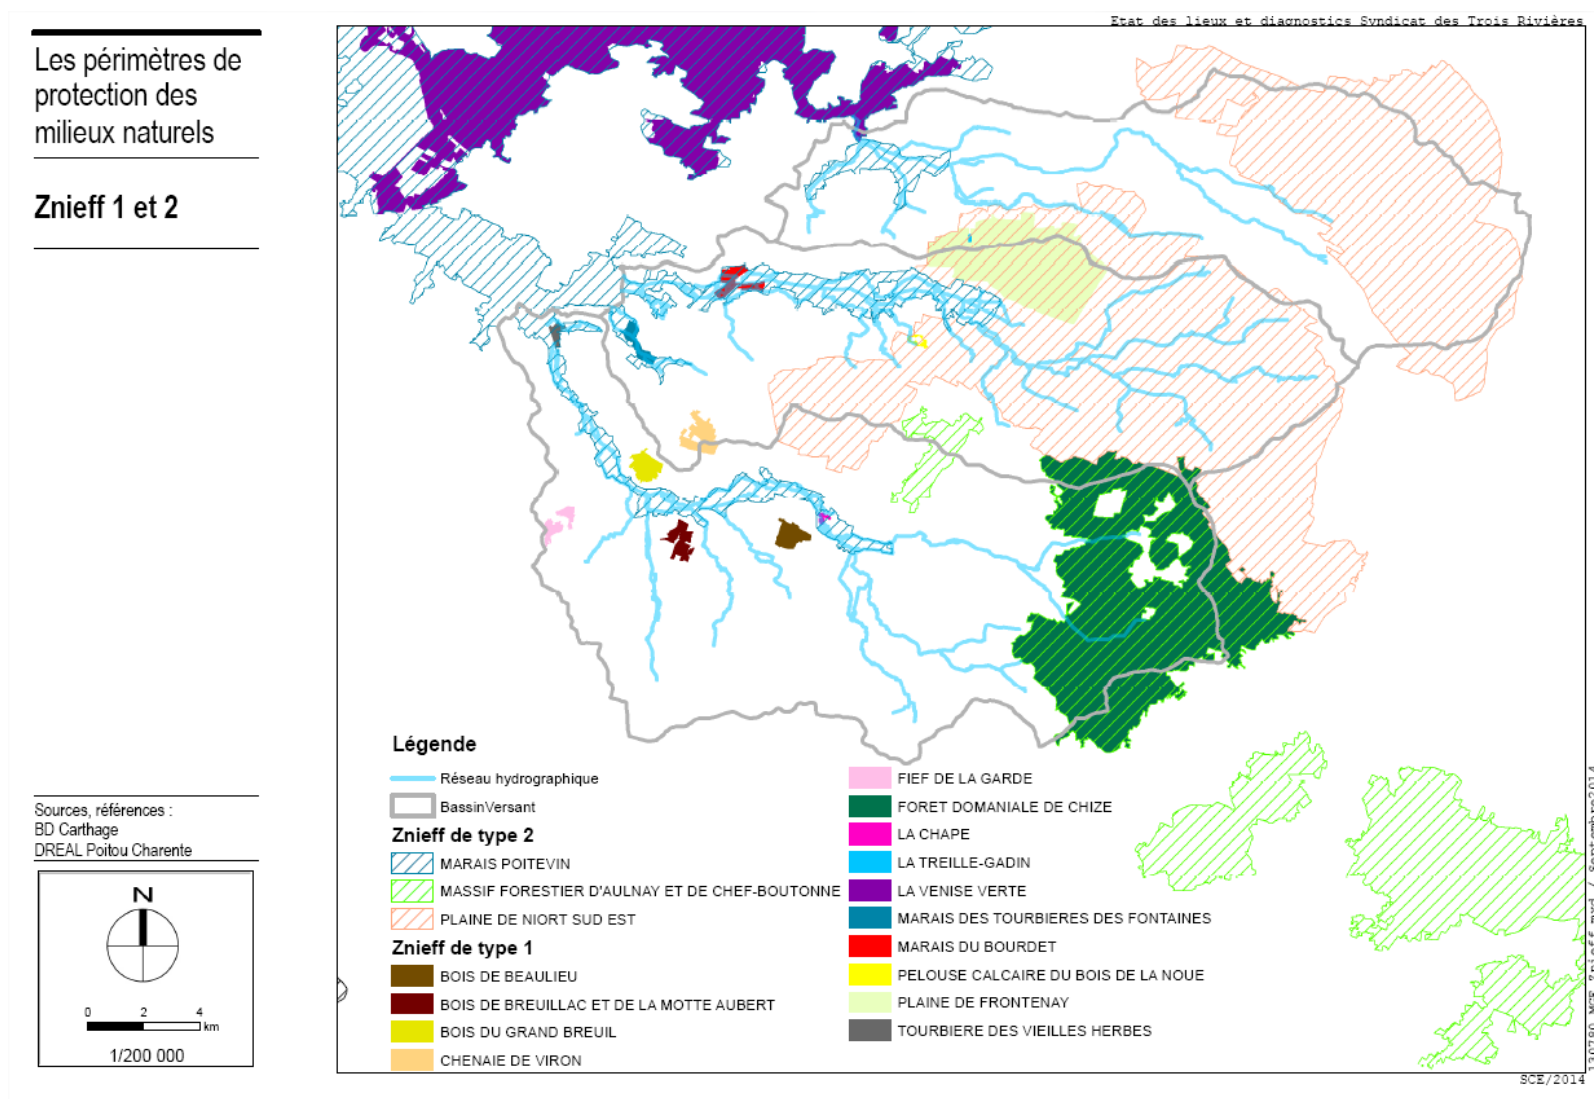 Etat des lieux et diagnostics Syndicat des Trois Rivières
Les périmètres de
protection des
milieux naturels
Znieff 1 et 2
Sources, références :
BD Carthage
DREAL Poitou Charente
N
0 2 4
km
1/200 000
Légende
Réseau hydrographique
BassinVersant
Znieff de type 2
MARAIS POITEVIN
MASSIF FORESTIER D'AULNAY ET DE CHEF-BOUTONNE
PLAINE DE NIORT SUD EST
Znieff de type 1
BOIS DE BEAULIEU
BOIS DE BREUILLAC ET DE LA MOTTE AUBERT
BOIS DU GRAND BREUIL
CHENAIE DE VIRON
FIEF DE LA GARDE
FORET DOMANIALE DE CHIZE
LA CHAPE
LA TREILLE-GADIN
LA VENISE VERTE
MARAIS DES TOURBIERES DES FONTAINES
MARAIS DU BOURDET
PELOUSE CALCAIRE DU BOIS DE LA NOUE
PLAINE DE FRONTENAY
TOURBIERE DES VIEILLES HERBES
Septembre2014
SCE/2014